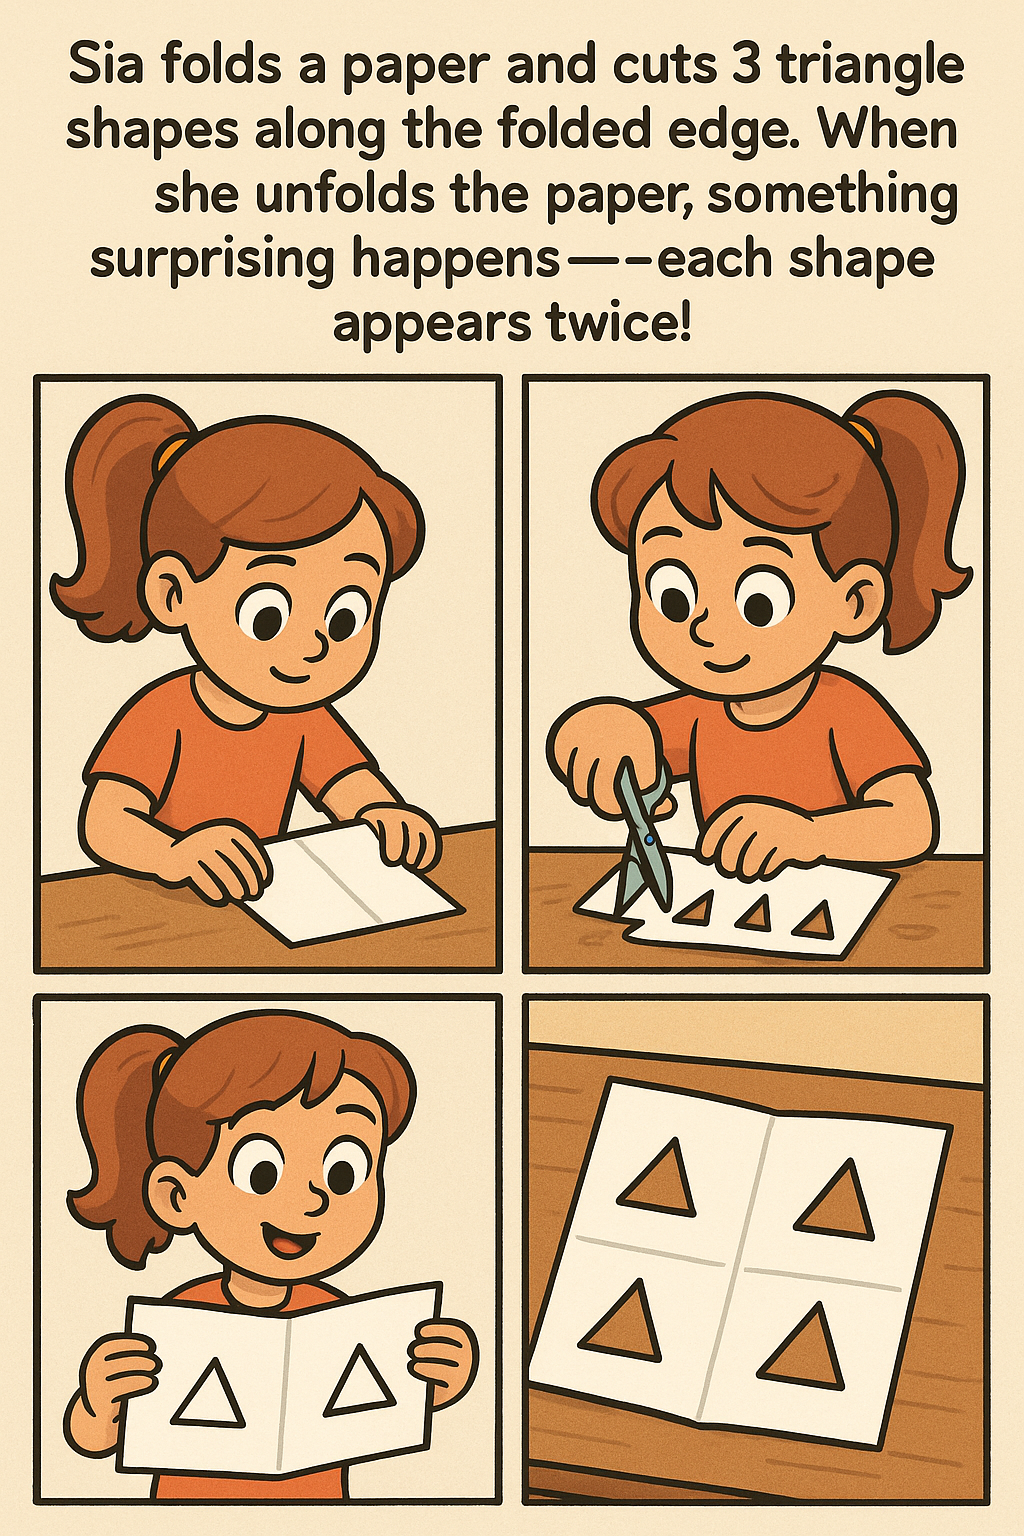 Sia folds a paper and cuts 3 triangle
shapes along the folded edge. When
she unfolds the paper, something
surprising happens—–-each shape
appears twice!